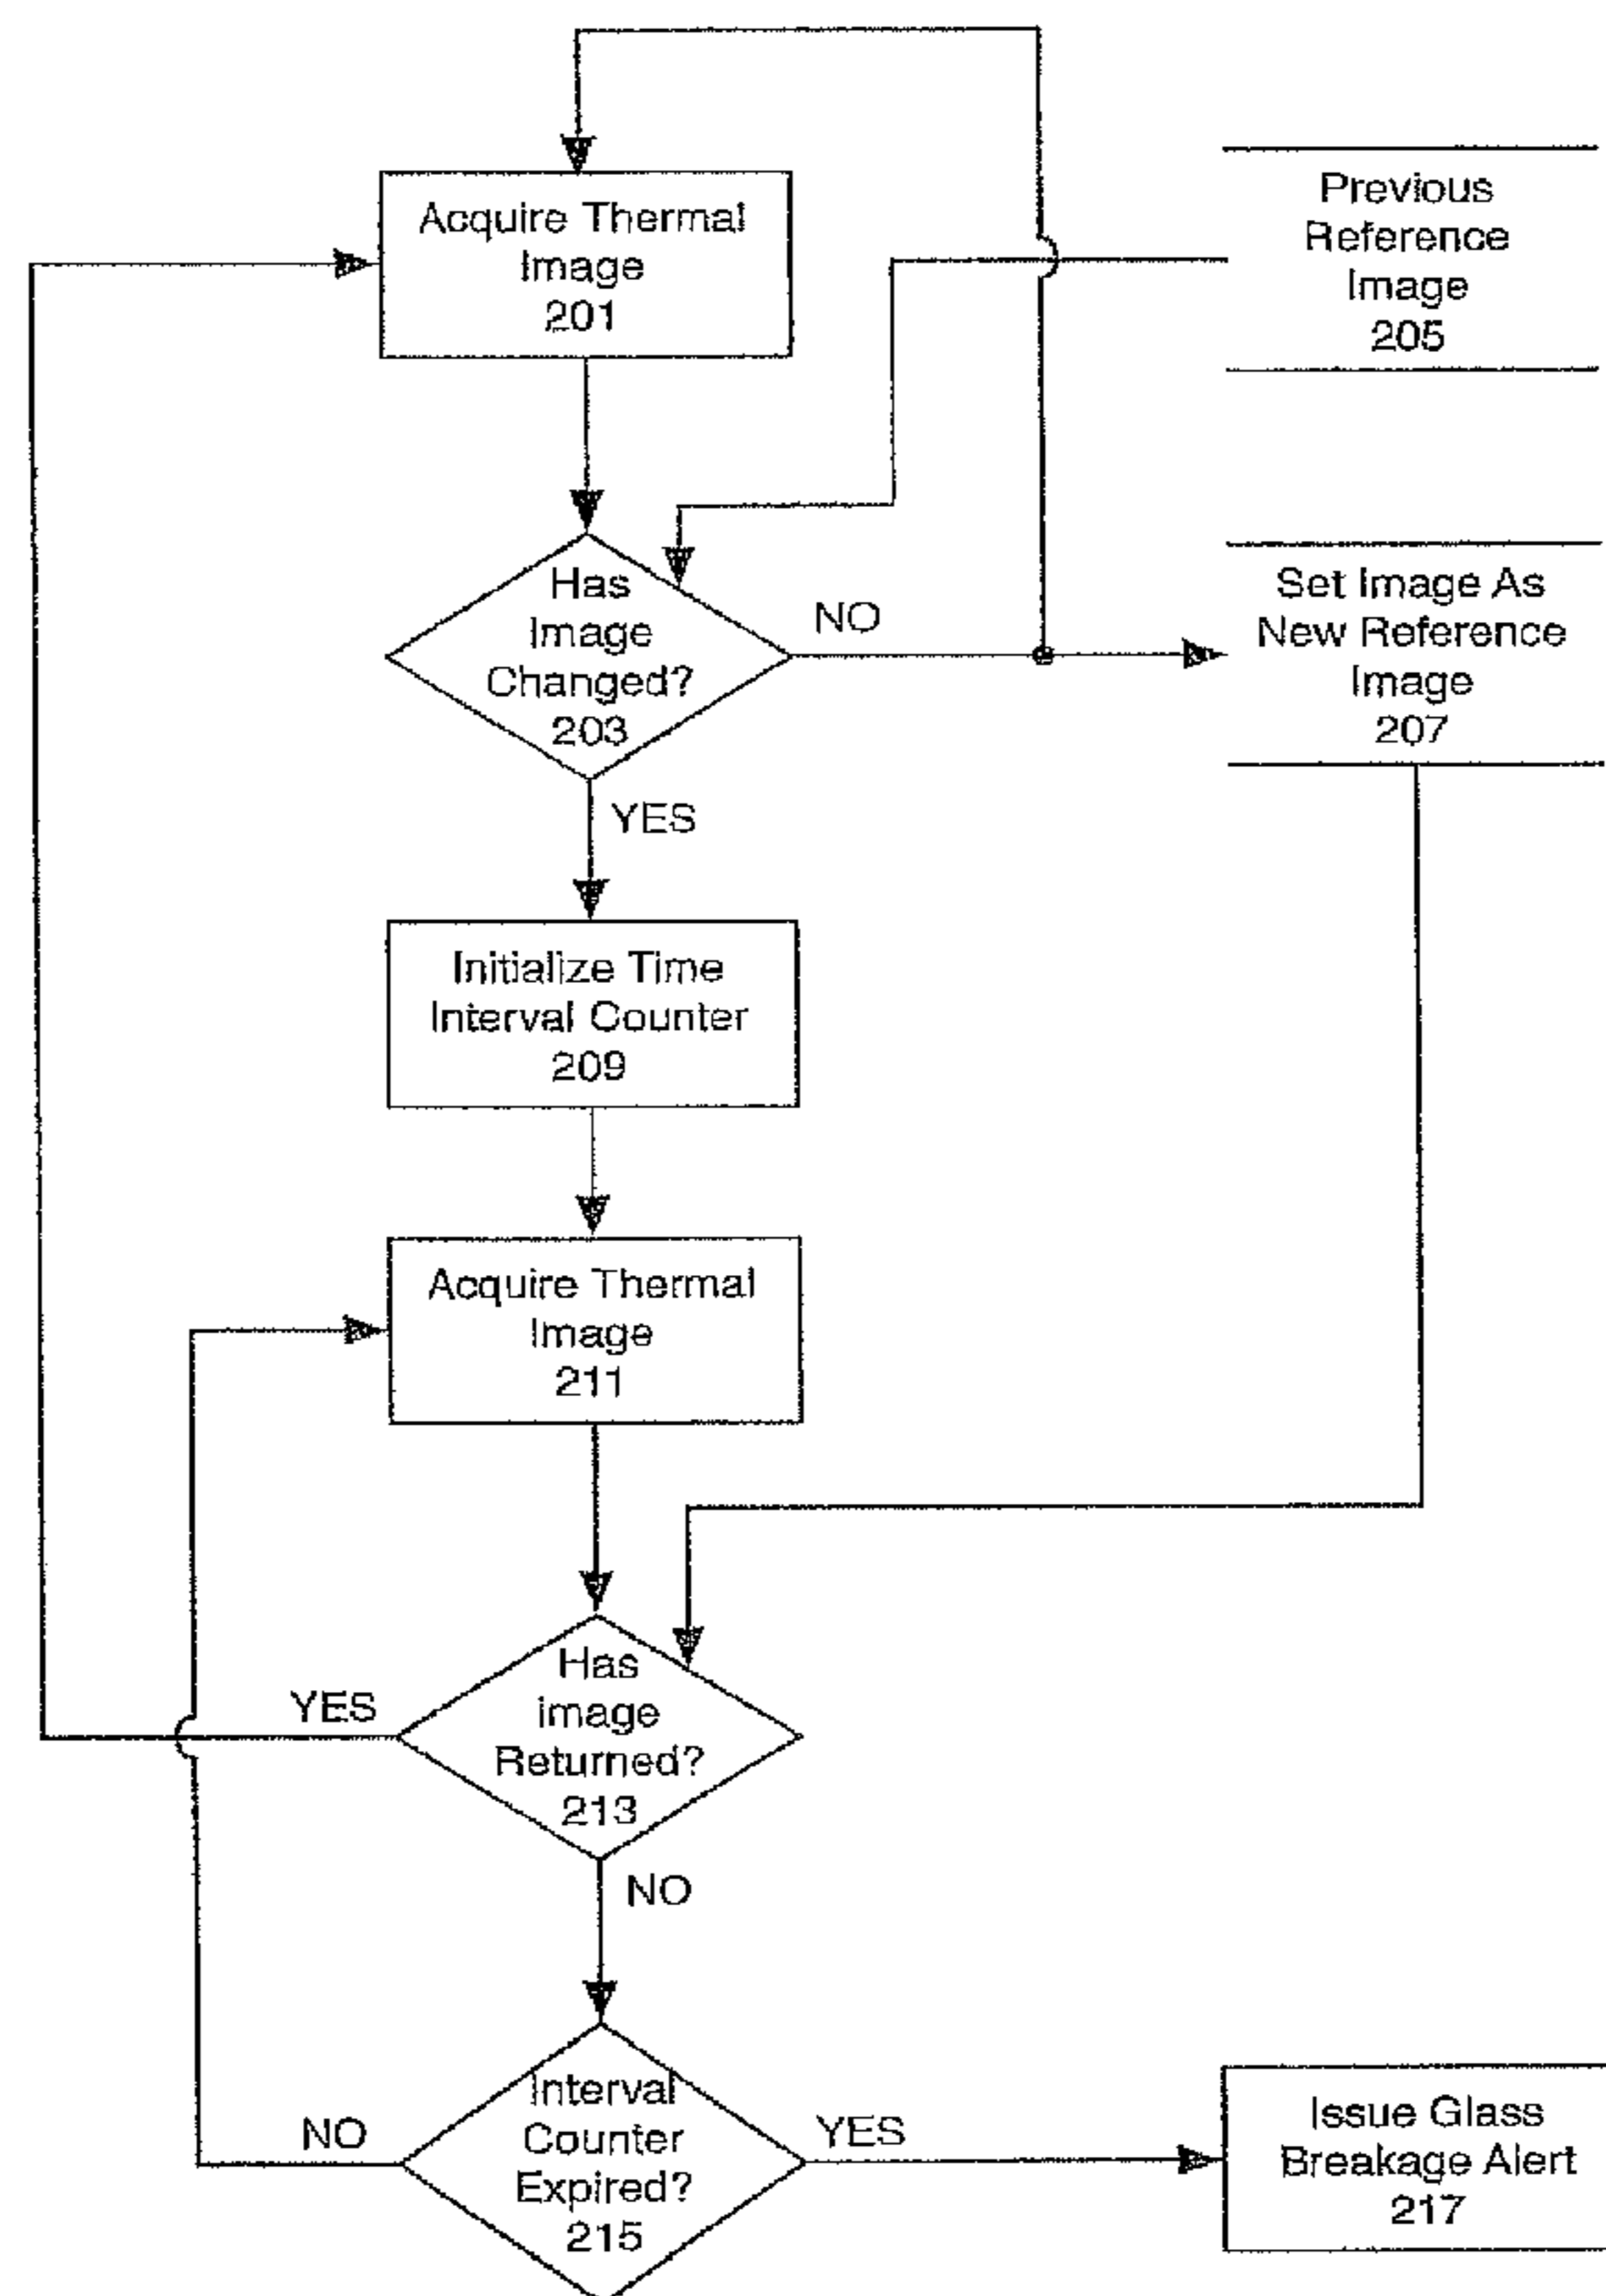 Acquire Thermal
Image
201
Previous
Reference
Image
205
Has
Image
Changed?
203
NO
Set Image As
New Reference
Image
207
YES
Initialize Time
Interval Counter
209
Acquire Thermal
Image
211
Has
image
Returned?
213
YES
NO
Interval
Counter
Expired?
215
NO
YES
Issue Glass
Breakage Alert
217